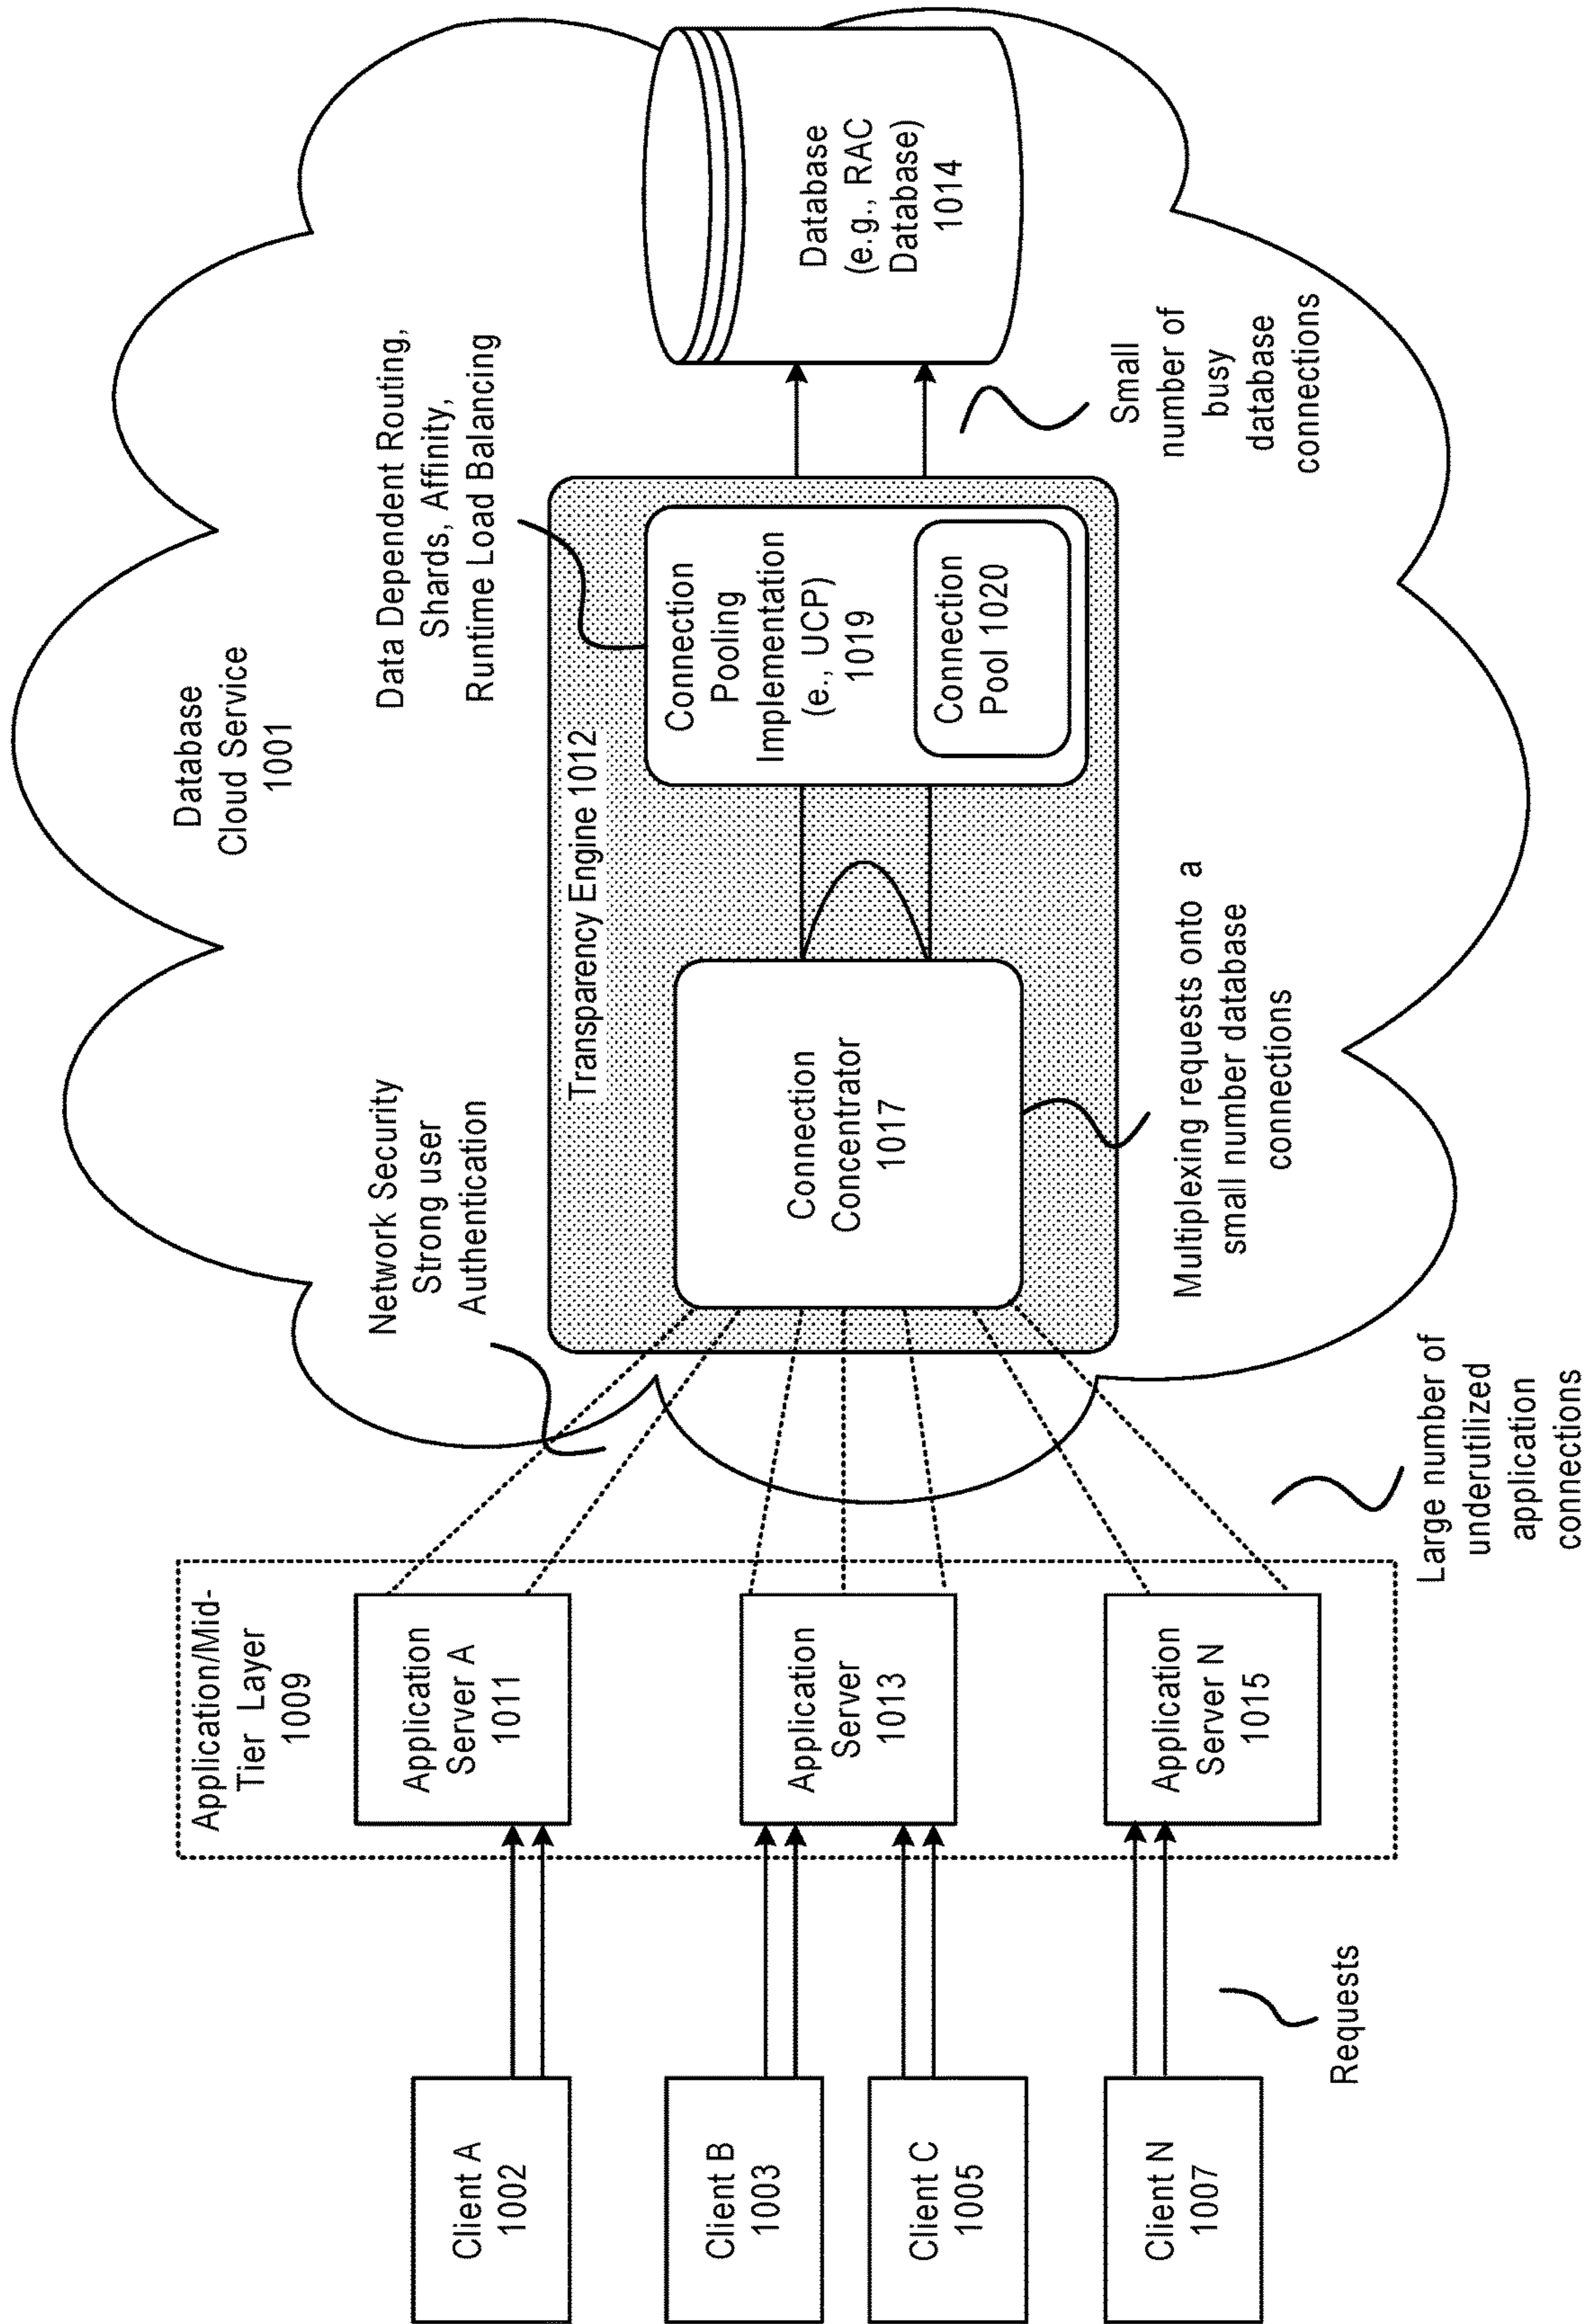 Database
Cloud Service
1001
Client A
1002
Client B
1003
Client C
1005
Client N
1007
Requests
Application/Mid-
Tier Layer
1009
Application
Server A
1011
Application
Server
1013
Application
Server N
1015
Large number of
underutilized
application
connections
Network Security
Strong user
Authentication
Transparency Engine 1012
Connection
Concentrator
1017
Multiplexing requests onto a
small number database
connections
Data Dependent Routing,
Shards, Affinity,
Runtime Load Balancing
Connection
Pooling
Implementation
(e., UCP)
1019
Connection
Pool 1020
Small
number of
busy
database
connections
Database
(e.g., RAC
Database)
1014